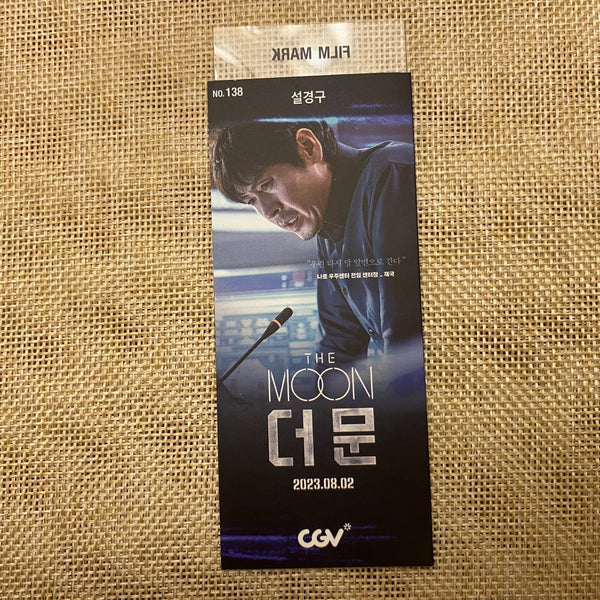 FILM MARK
NO. 138
설경구
"우린 다시 달 앞면으로 간다"
나로 우주센터 전임 센터장 _ 재국
THE
MOON
더 문
2023.08.02
CGV